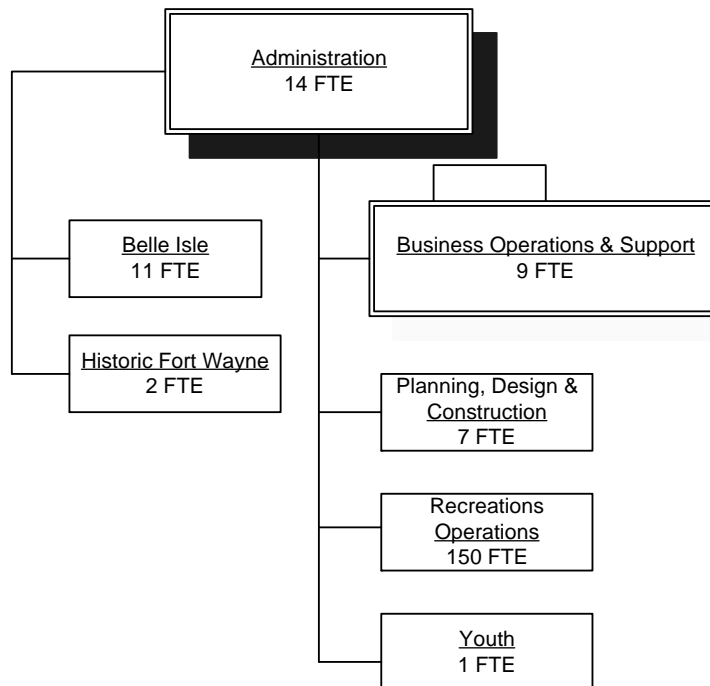 Administration
14 FTE
Belle Isle
11 FTE
Historic Fort Wayne
2 FTE
Business Operations & Support
9 FTE
Planning, Design &
Construction
7 FTE
Recreations
Operations
150 FTE
Youth
1 FTE